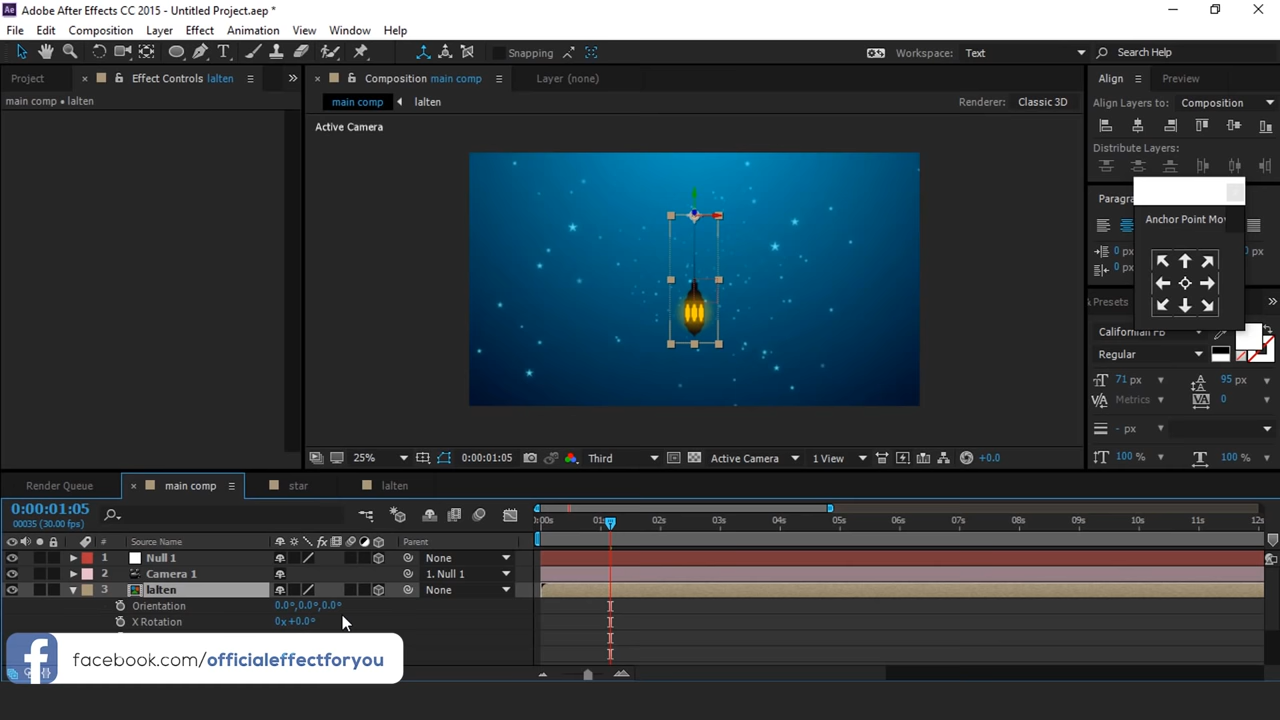 Adobe After Effects CC 2015 - Untitled Project.aep *
File Edit Composition Layer Effect Animation View Window Help
Snapping
Workspace: Text
Search Help
Project
Effect Controls lalten
Composition main comp
Layer (none)
Align
Preview
main comp • lalten
main comp
lalten
Renderer: Classic 3D
Align Layers to: Composition
Active Camera
Distribute Layers:
Paragra
Anchor Point Mov
0 px
0 p
px
Presets
Californian FB
Regular
71 px
95 px
Metrics
0
- px
100 %
100 %
25%
0:00:01:05
Third
Active Camera
1 View
+0.0
Render Queue
main comp
star
lalten
0:00:01:05
00035 (30.00 fps)
0:00s 01s 02s 03s 04s 05s 06s 07s 08s 09s 10s 11s 12s
# Source Name Parent
1 Null 1 None
2 Camera 1 1. Null 1
3 lalten None
Orientation 0.0°,0.0°,0.0°
X Rotation 0x+0.0°
facebook.com/officialeffectforyou